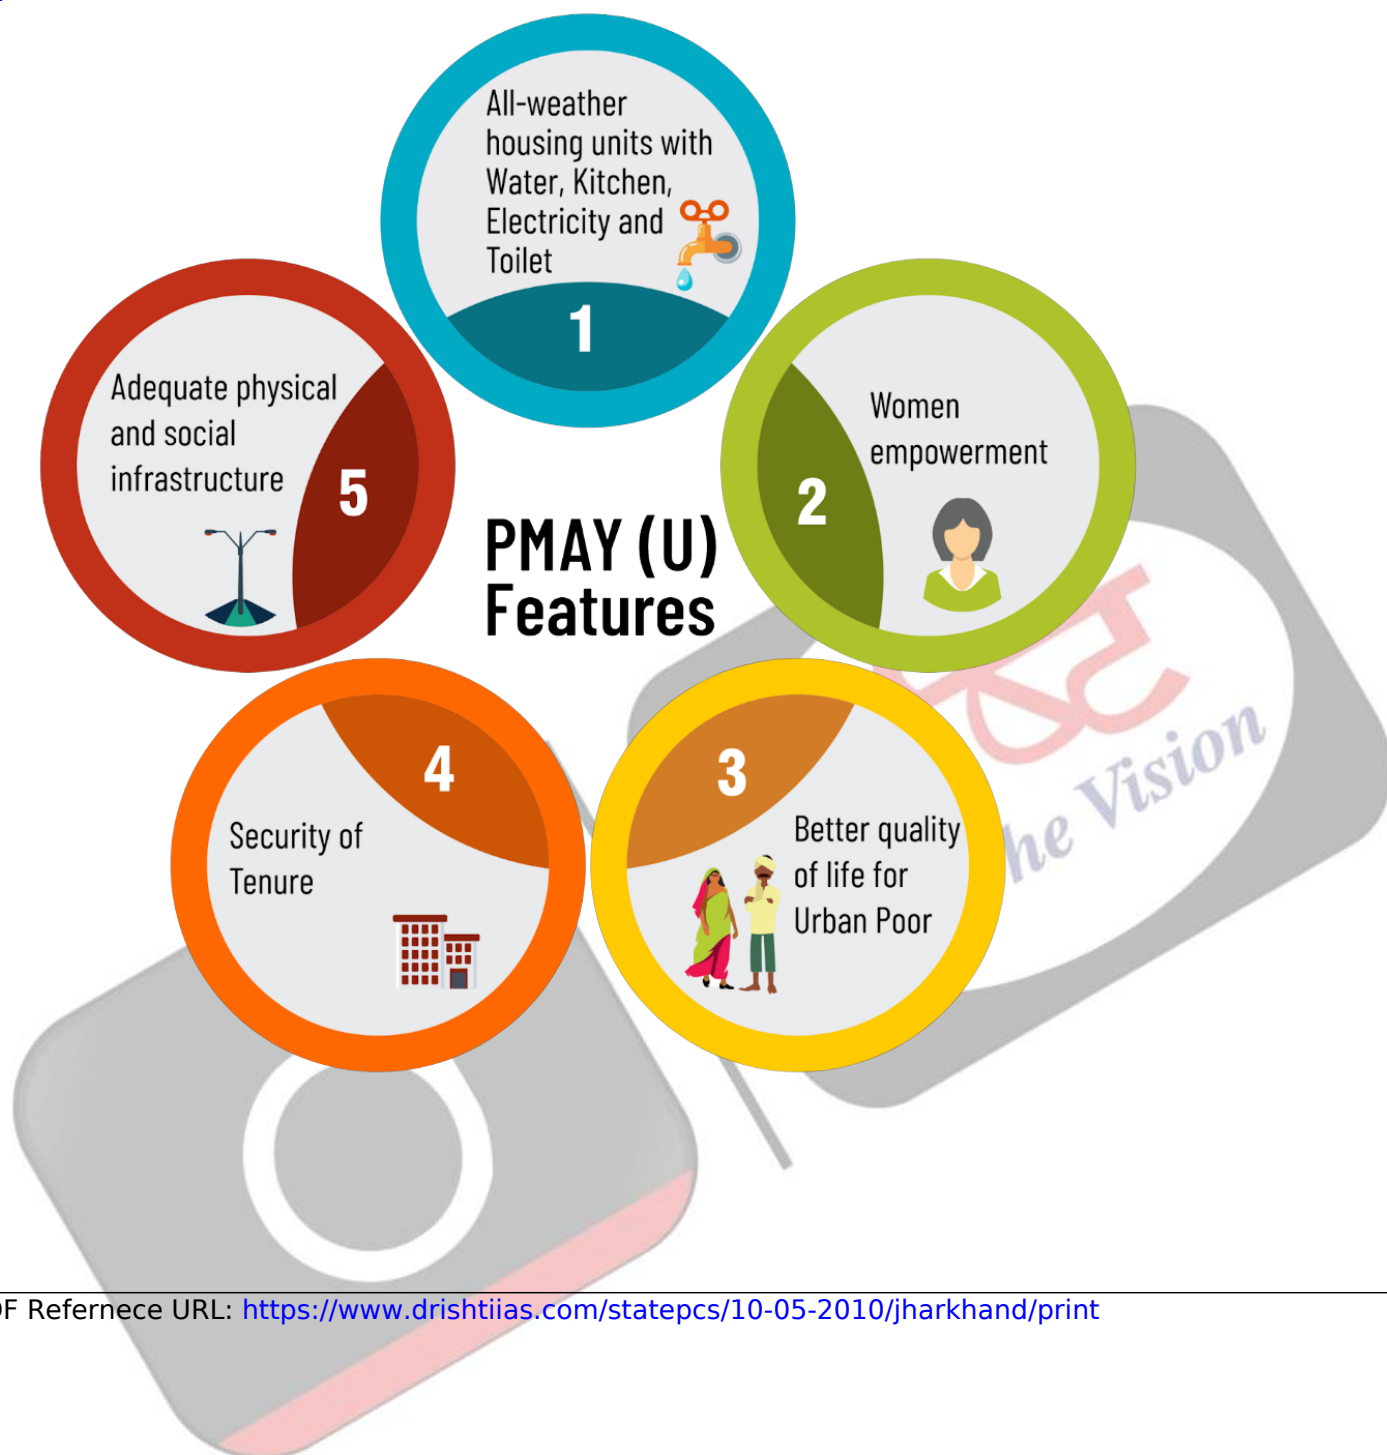 All-weather
housing units with
Water, Kitchen,
Electricity and
Toilet
1
Women
empowerment
2
3
Better quality
of life for
Urban Poor
4
Security of
Tenure
Adequate physical
and social
infrastructure
5
PMAY (U)
Features
he Vision
F Refernece URL: https://www.drishtiias.com/statepcs/10-05-2010/jharkhand/print